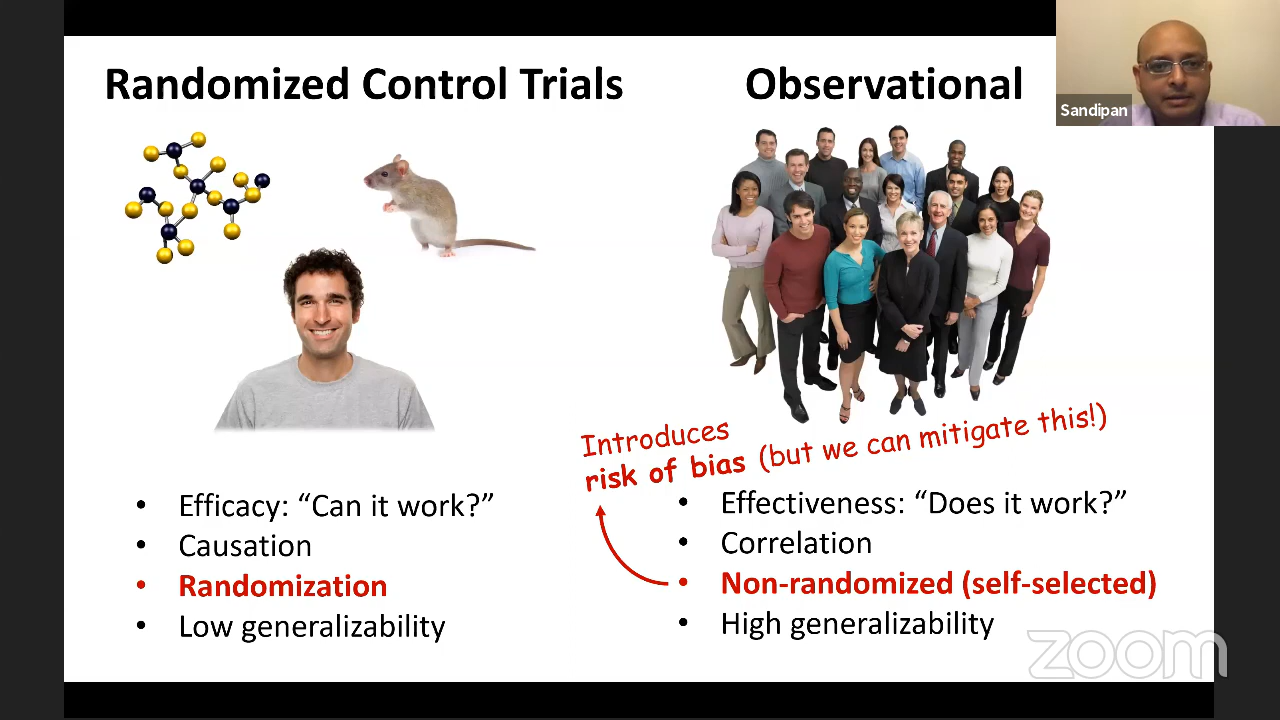 Randomized Control Trials
Observational
Sandipan
Introduces
risk of bias (but we can mitigate this!)
• Efficacy: “Can it work?”
• Causation
• Randomization
• Low generalizability
• Effectiveness: “Does it work?”
• Correlation
• Non-randomized (self-selected)
• High generalizability
zoom